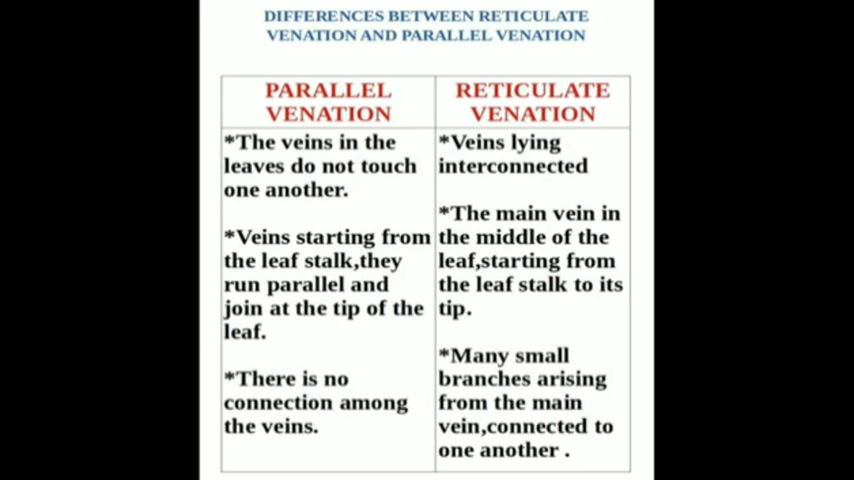 DIFFERENCES BETWEEN RETICULATE
VENATION AND PARALLEL VENATION
PARALLEL
VENATION
*The veins in the
leaves do not touch
one another.
*Veins starting from
the leaf stalk,they
run parallel and
join at the tip of the
leaf.
*There is no
connection among
the veins.
RETICULATE
VENATION
*Veins lying
interconnected
*The main vein in
the middle of the
leaf,starting from
the leaf stalk to its
tip.
*Many small
branches arising
from the main
vein,connected to
one another .